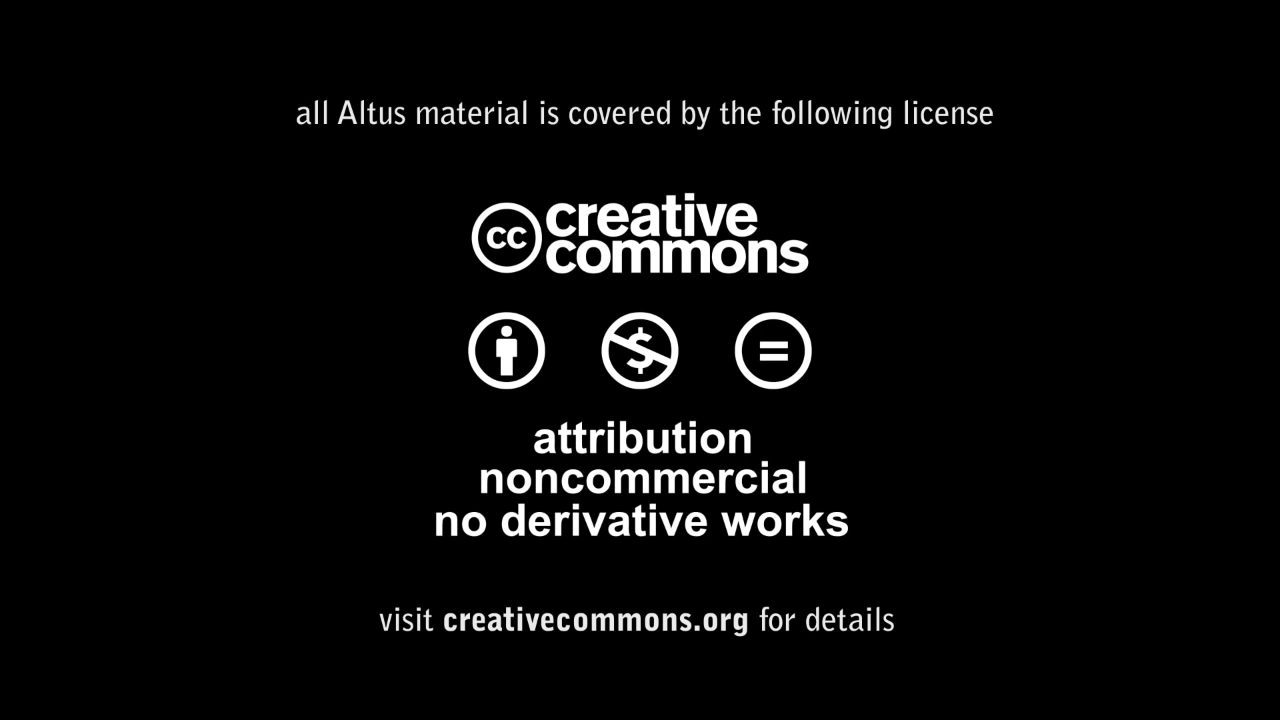 all Altus material is covered by the following license
cc creative
commons
$
=
attribution
noncommercial
no derivative works
visit creativecommons.org for details